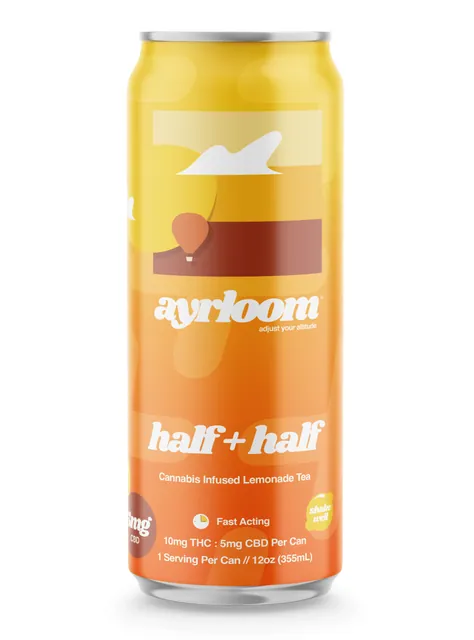 ayrloom
adjust your altitude
half + half
Cannabis Infused Lemonade Tea
mg
CBD
shake
well
Fast Acting
10mg THC : 5mg CBD Per Can
1 Serving Per Can // 12oz (355mL)